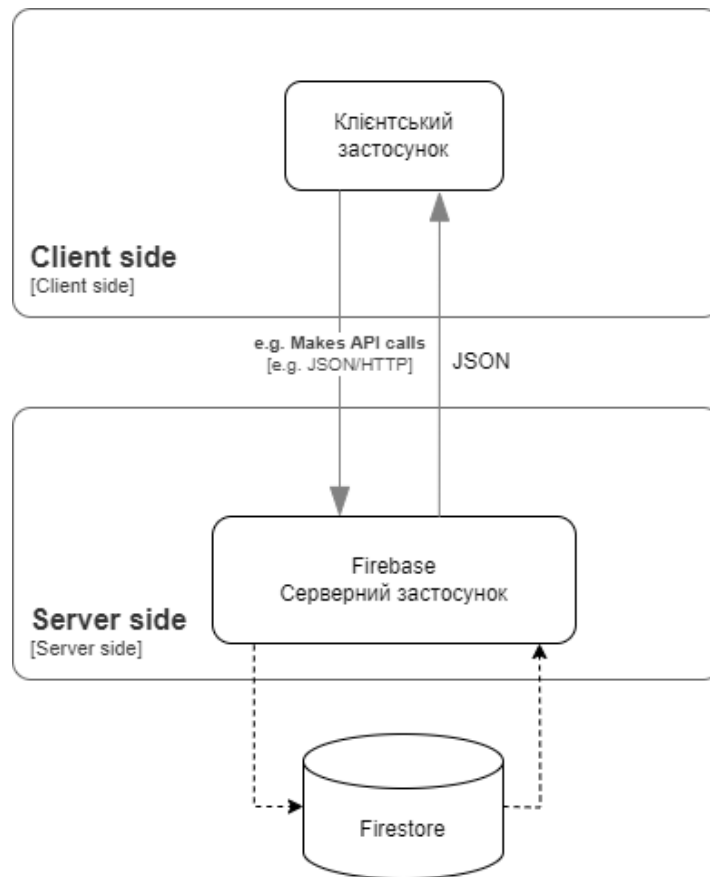 Клієнтський
застосунок
Client side
[Client side]
e.g. Makes API calls
[e.g. JSON/HTTP]
JSON
Firebase
Серверний застосунок
Server side
[Server side]
Firestore